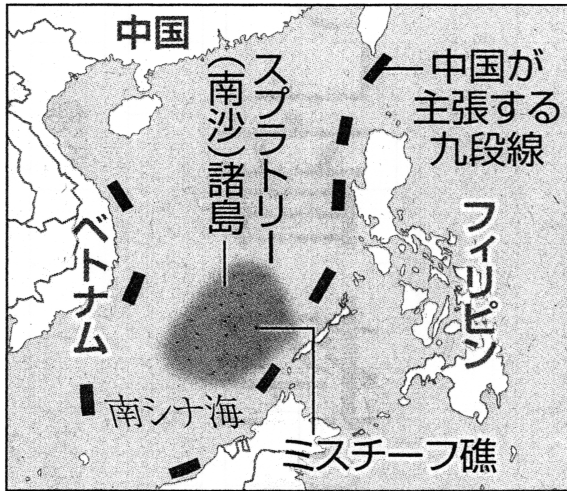 中国
中国が
主張する
九段線
スプラトリー
(南沙)諸島
ベトナム
フィリピン
南シナ海
ミスチーフ礁